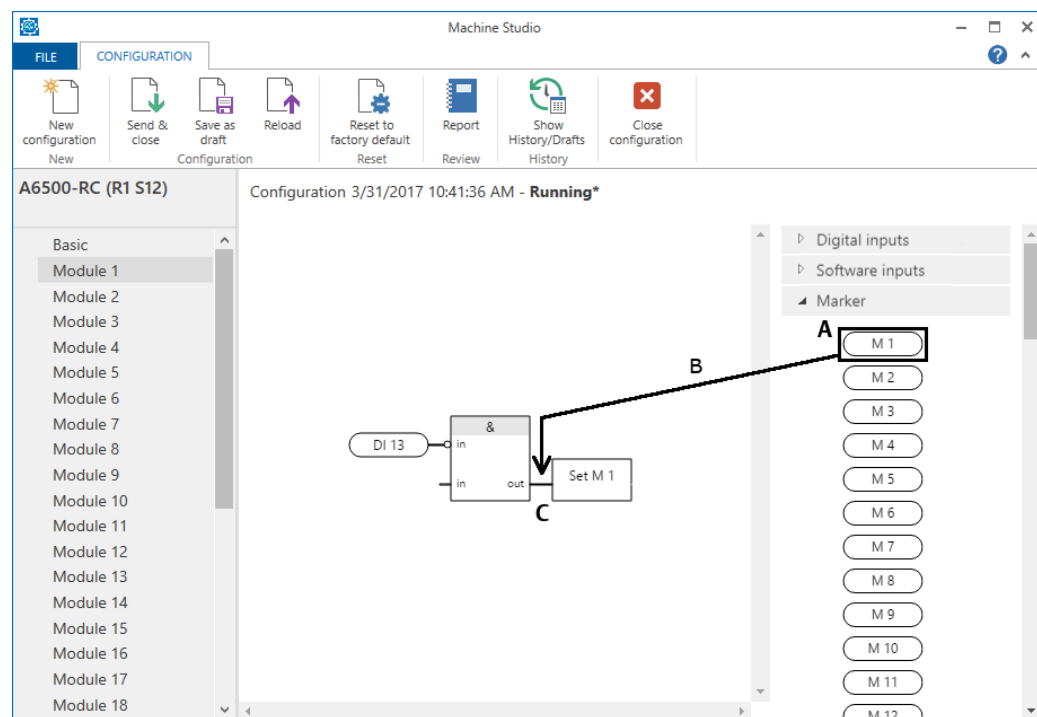 Machine Studio
FILE
CONFIGURATION
?
New configuration
Send & close
Save as draft
Reload
Reset to factory default
Report
Show History/Drafts
Close configuration
New
Configuration
Reset
Review
History
A6500-RC (R1 S12)
Configuration 3/31/2017 10:41:36 AM - Running*
Basic
Module 1
Module 2
Module 3
Module 4
Module 5
Module 6
Module 7
Module 8
Module 9
Module 10
Module 11
Module 12
Module 13
Module 14
Module 15
Module 16
Module 17
Module 18
DI 13
&
in
in
out
Set M 1
A
B
C
Digital inputs
Software inputs
Marker
M 1
M 2
M 3
M 4
M 5
M 6
M 7
M 8
M 9
M 10
M 11
M 12